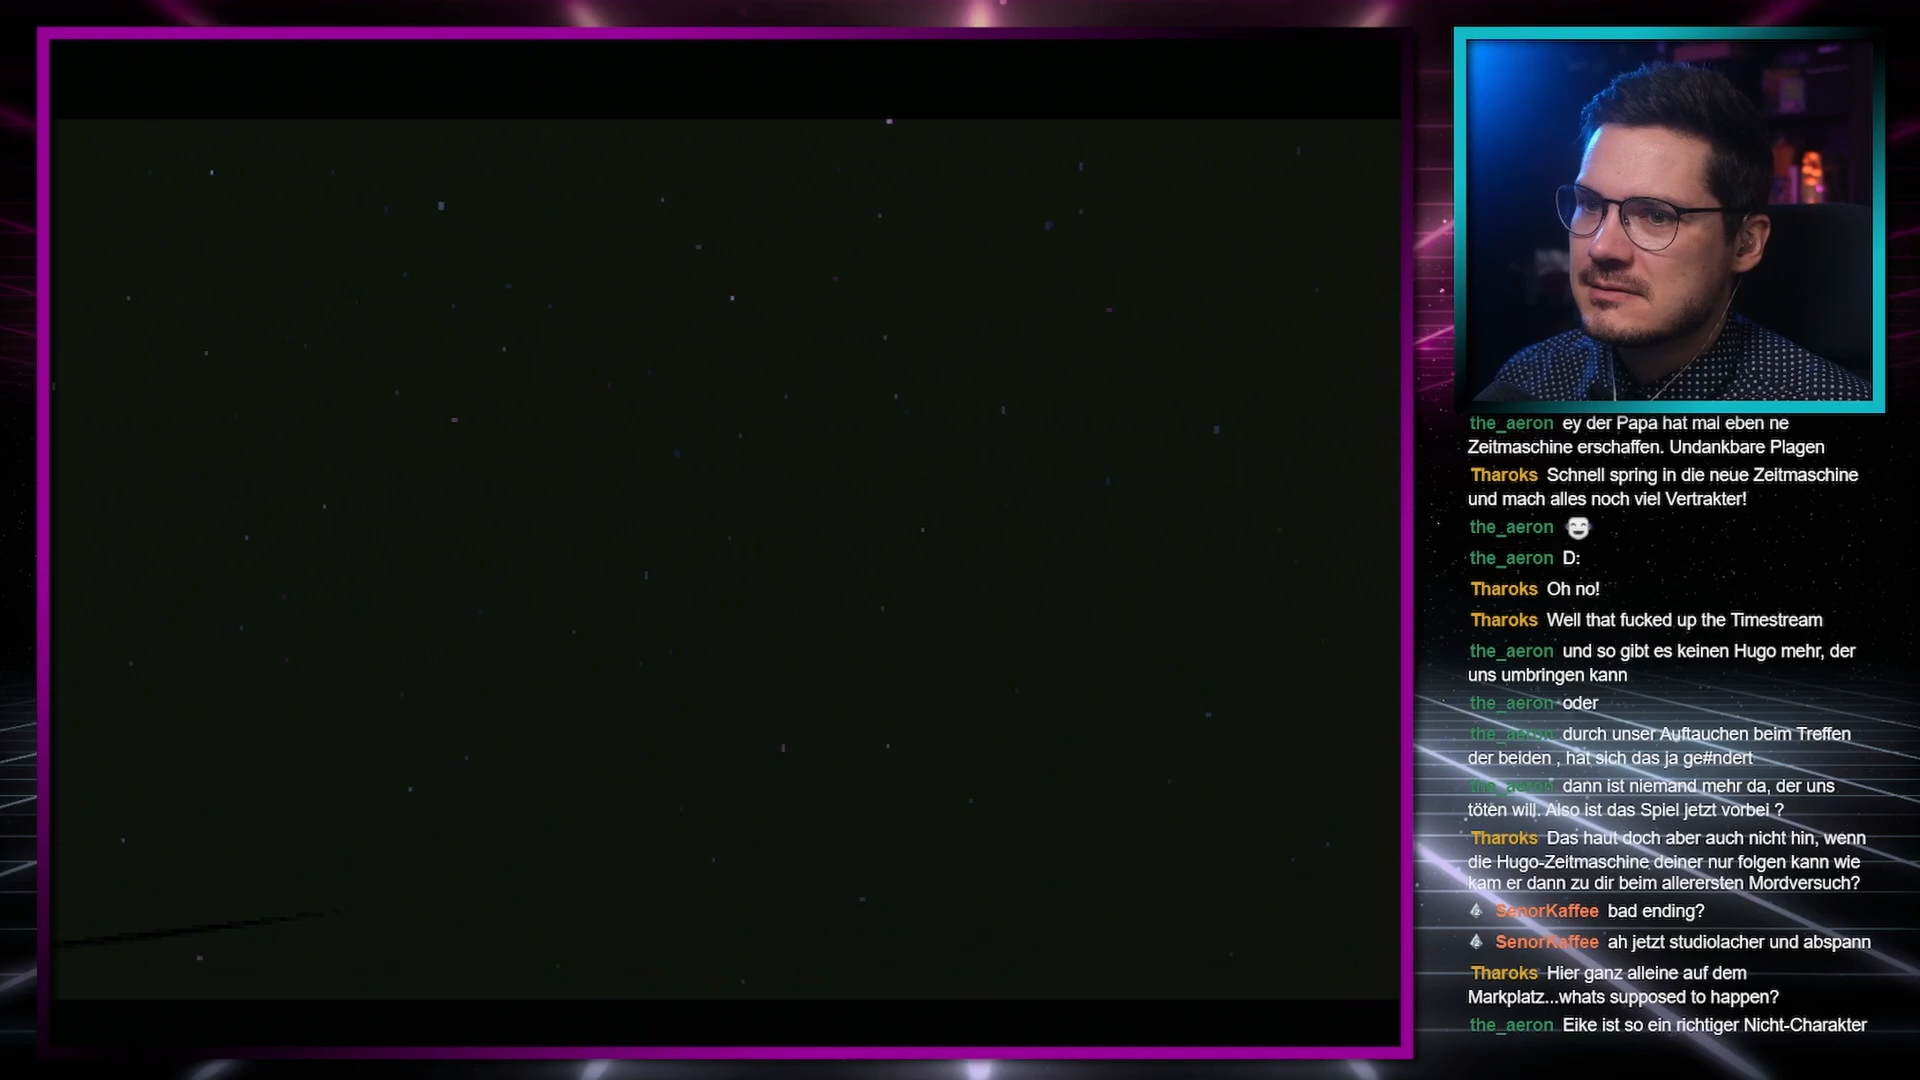 the_aeron ey der Papa hat mal eben ne
Zeitmaschine erschaffen. Undankbare Plagen
Tharoks Schnell spring in die neue Zeitmaschine
und mach alles noch viel Vertrakter!
the_aeron
the_aeron D:
Tharoks Oh no!
Tharoks Well that fucked up the Timestream
the_aeron und so gibt es keinen Hugo mehr, der
uns umbringen kann
the_aeron oder
the_aeron durch unser Auftauchen beim Treffen
der beiden , hat sich das ja ge#ndert
the_aeron dann ist niemand mehr da, der uns
töten will. Also ist das Spiel jetzt vorbei ?
Tharoks Das haut doch aber auch nicht hin, wenn
die Hugo-Zeitmaschine deiner nur folgen kann wie
kam er dann zu dir beim allerersten Mordversuch?
SenorKaffee bad ending?
SenorKaffee ah jetzt studiolacher und abspann
Tharoks Hier ganz alleine auf dem
Markplatz...whats supposed to happen?
the_aeron Eike ist so ein richtiger Nicht-Charakter